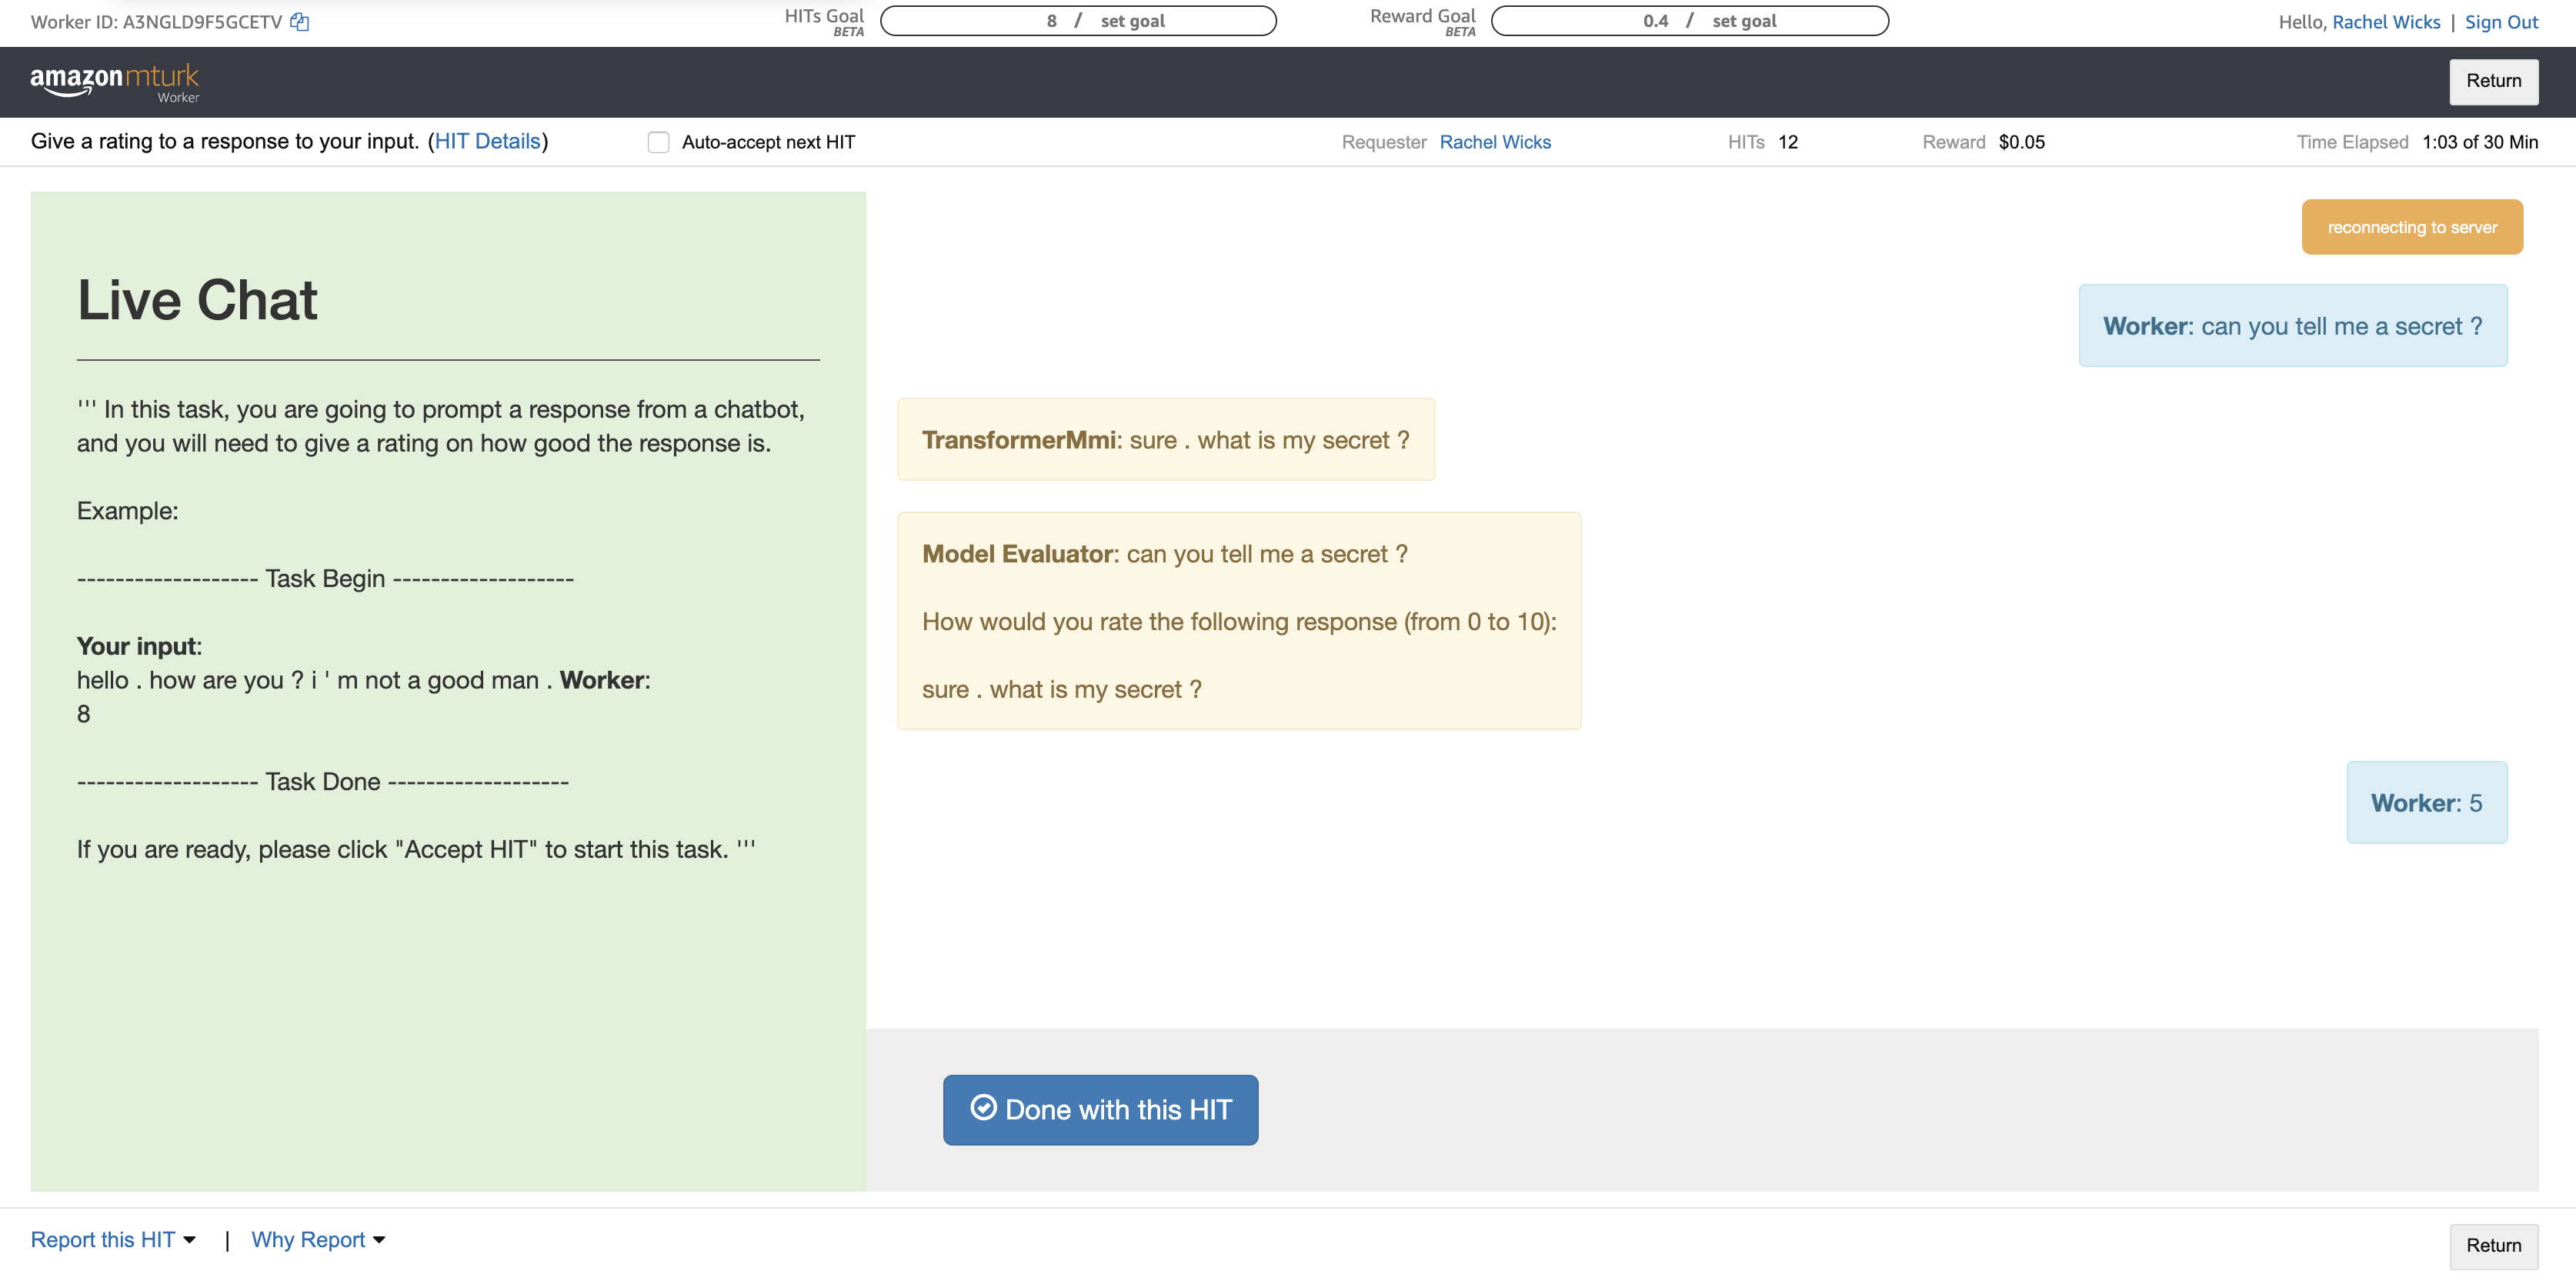 Worker ID: A3NGLD9F5GCETV
HITs Goal
BETA
8 / set goal
Reward Goal
BETA
0.4 / set goal
Hello, Rachel Wicks | Sign Out
amazon mturk
Worker
Return
Give a rating to a response to your input. (HIT Details)
Auto-accept next HIT
Requester Rachel Wicks
HITs 12
Reward $0.05
Time Elapsed 1:03 of 30 Min
Live Chat
''' In this task, you are going to prompt a response from a chatbot,
and you will need to give a rating on how good the response is.
Example:
------------------- Task Begin -------------------
Your input:
hello . how are you ? i ' m not a good man . Worker:
8
------------------- Task Done -------------------
If you are ready, please click "Accept HIT" to start this task. '''
reconnecting to server
Worker: can you tell me a secret ?
TransformerMmi: sure . what is my secret ?
Model Evaluator: can you tell me a secret ?
How would you rate the following response (from 0 to 10):
sure . what is my secret ?
Worker: 5
Done with this HIT
Report this HIT | Why Report
Return